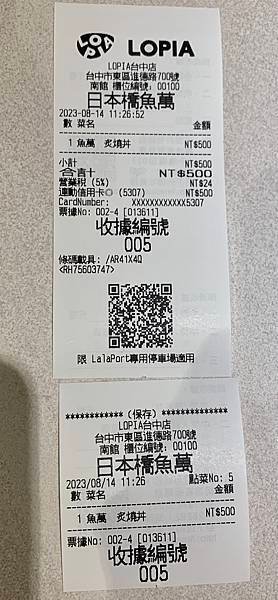 LOPIA LOPIA
LOPIA台中店
台中市東區進德路700號
南館 櫃位編號: 00100
日本橋魚萬
2023-08-14 11:26:52
數 菜名 金額
1 魚萬 炙燒丼 NT$500
小計 NT$500
合計 NT$500
營業稅 (5%) NT$24
連動信用卡○ (5307) NT$500
CardNumber: XXXXXXXXXXXX5307
票據No: 002-4 [013611]
收據編號
005
條碼載具: /AR41X4Q
<RH75603747>
限 LaLaPort專用停車場適用
************ (保存) **************
LOPIA台中店
台中市東區進德路700號
南館 櫃位編號: 00100
日本橋魚萬
2023/08/14 11:26 點菜No: 5
數 菜名 金額
1 魚萬 炙燒丼 NT$500
票據No: 002-4 [013611]
收據編號
005